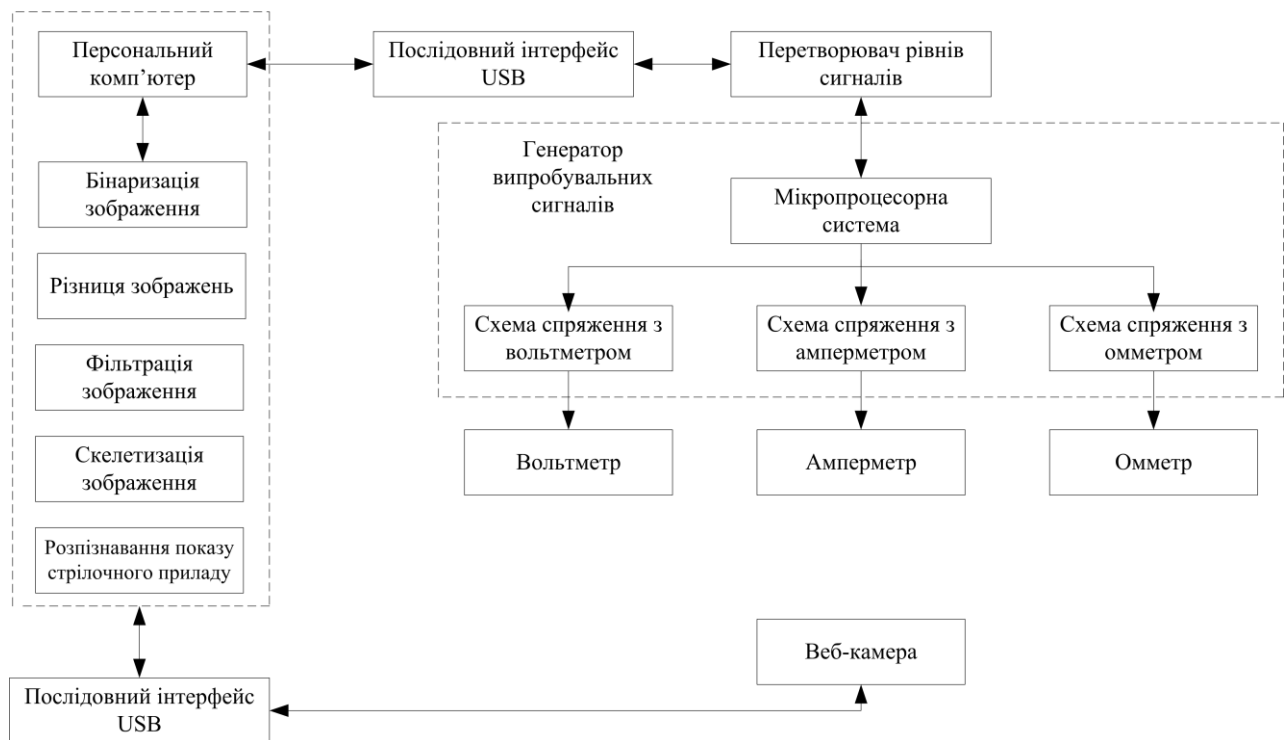 Персональний
комп’ютер
Послідовний інтерфейс
USB
Перетворювач рівнів
сигналів
Генератор
випробувальних
сигналів
Бінаризація
зображення
Мікропроцесорна
система
Різниця зображень
Схема спряження з
вольтметром
Схема спряження з
амперметром
Схема спряження з
омметром
Фільтрація
зображення
Скелетизація
зображення
Вольтметр
Амперметр
Омметр
Розпізнавання показу
стрілочного приладу
Веб-камера
Послідовний інтерфейс
USB